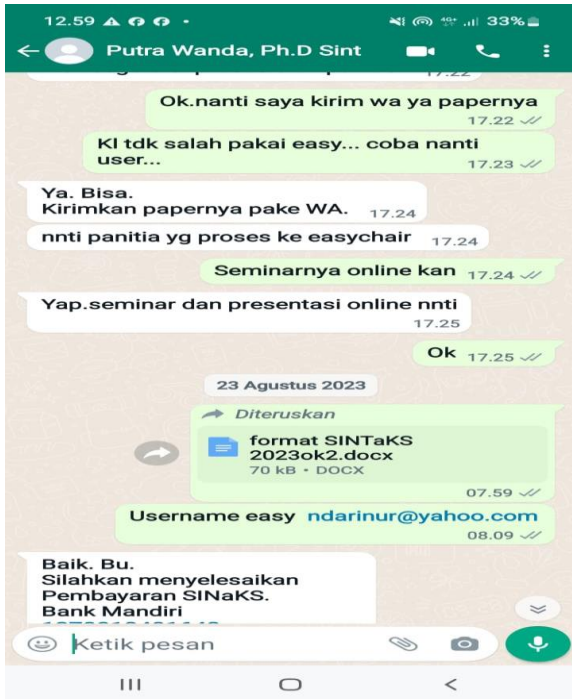 12.59
4G+
33%
Putra Wanda, Ph.D Sint
17.22
Ok.nanti saya kirim wa ya papernya
17.22
Kl tdk salah pakai easy... coba nanti
user...
17.23
Ya. Bisa.
Kirimkan papernya pake WA. 17.24
nnti panitia yg proses ke easychair 17.24
Seminarnya online kan 17.24
Yap.seminar dan presentasi online nnti
17.25
Ok 17.25
23 Agustus 2023
Diteruskan
format SINTaKS
2023ok2.docx
70 kB • DOCX
07.59
Username easy ndarinur@yahoo.com
08.09
Baik. Bu.
Silahkan menyelesaikan
Pembayaran SINaKS.
Bank Mandiri
Ketik pesan